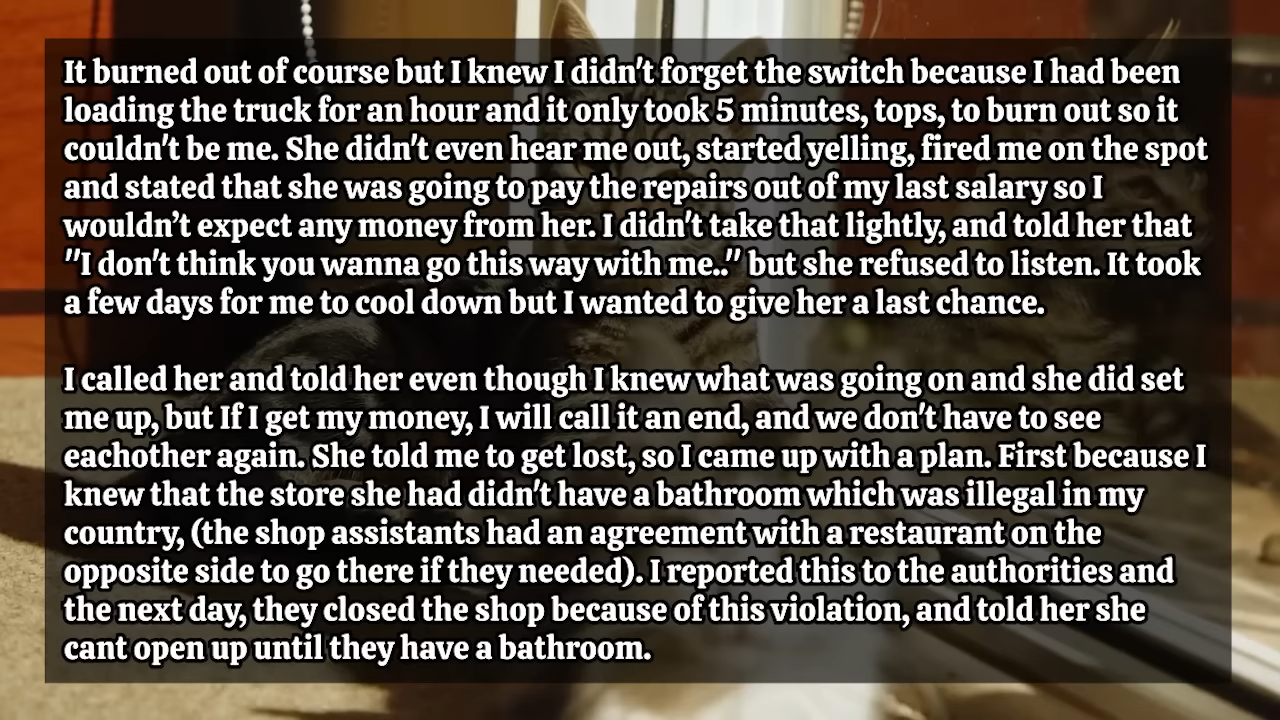 It burned out of course but I knew I didn't forget the switch because I had been
loading the truck for an hour and it only took 5 minutes, tops, to burn out so it
couldn't be me. She didn't even hear me out, started yelling, fired me on the spot
and stated that she was going to pay the repairs out of my last salary so I
wouldn’t expect any money from her. I didn't take that lightly, and told her that
"I don't think you wanna go this way with me.." but she refused to listen. It took
a few days for me to cool down but I wanted to give her a last chance.
I called her and told her even though I knew what was going on and she did set
me up, but If I get my money, I will call it an end, and we don't have to see
eachother again. She told me to get lost, so I came up with a plan. First because I
knew that the store she had didn't have a bathroom which was illegal in my
country, (the shop assistants had an agreement with a restaurant on the
opposite side to go there if they needed). I reported this to the authorities and
the next day, they closed the shop because of this violation, and told her she
cant open up until they have a bathroom.